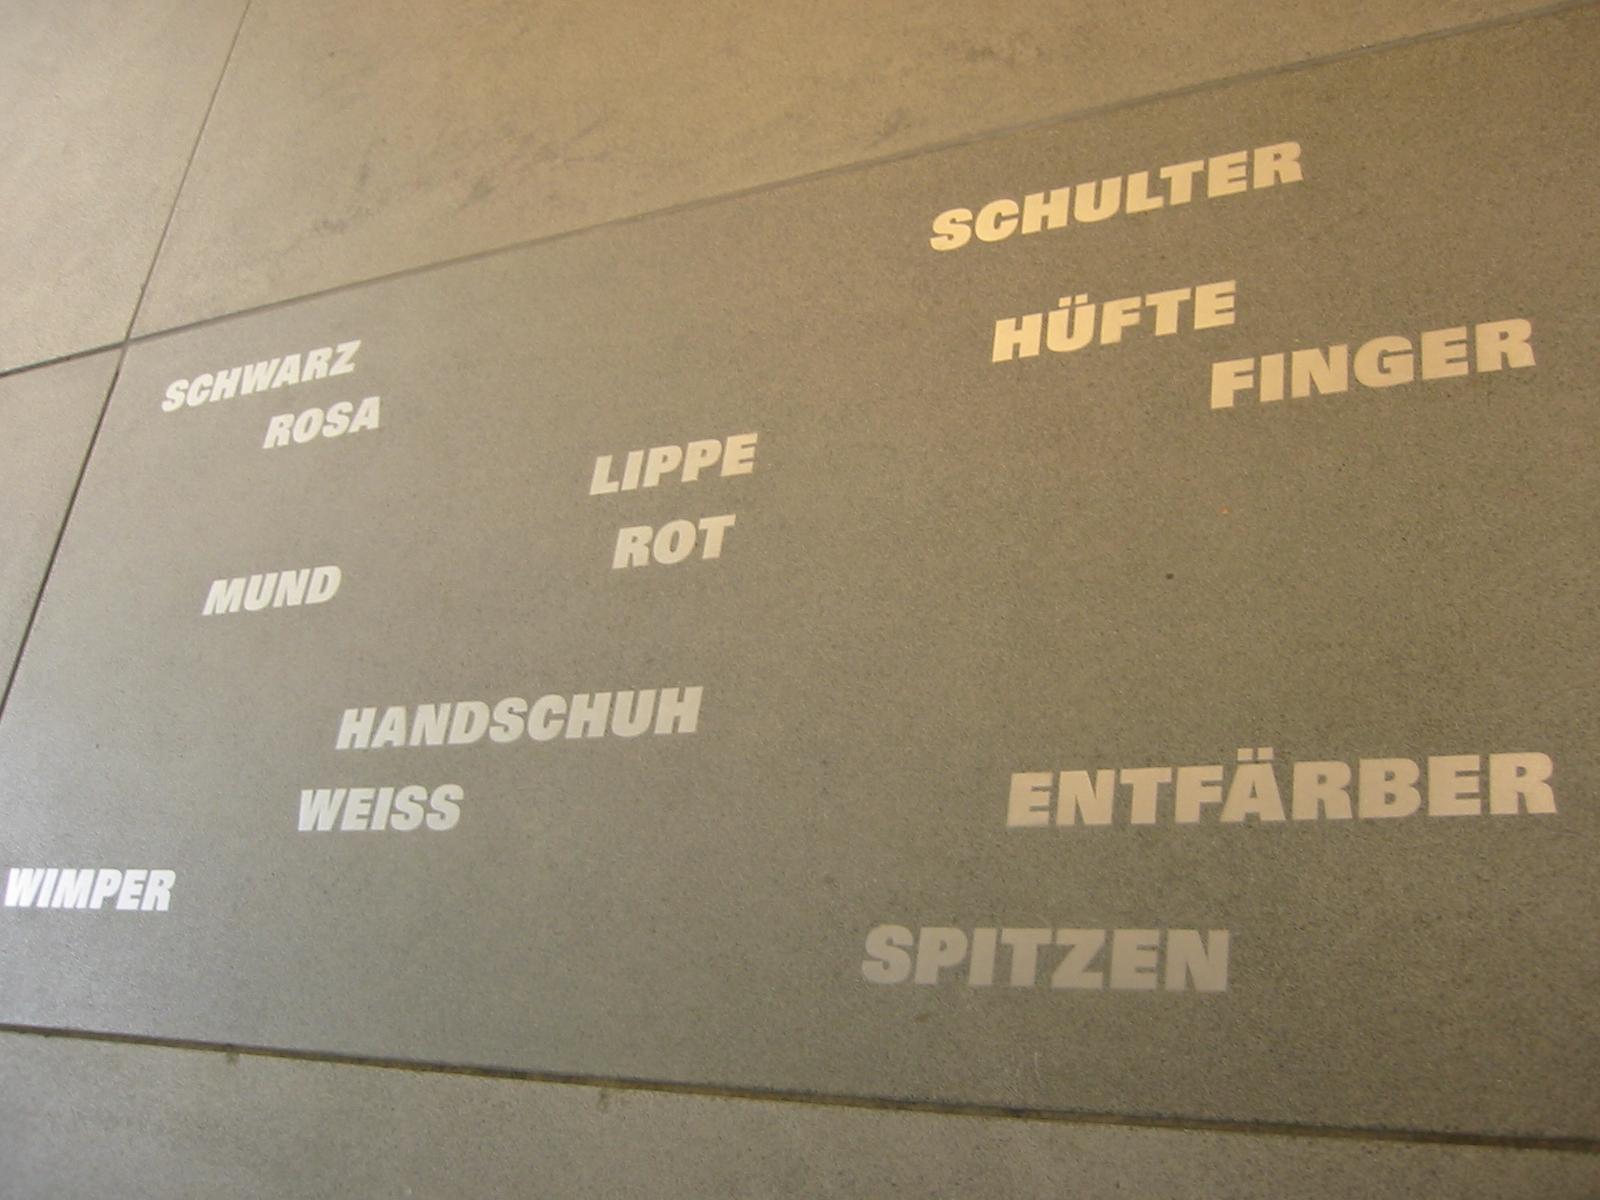 SCHULTER
HÜFTE
FINGER
SCHWARZ
ROSA
LIPPE
ROT
MUND
HANDSCHUH
WEISS
ENTFÄRBER
WIMPER
SPITZEN